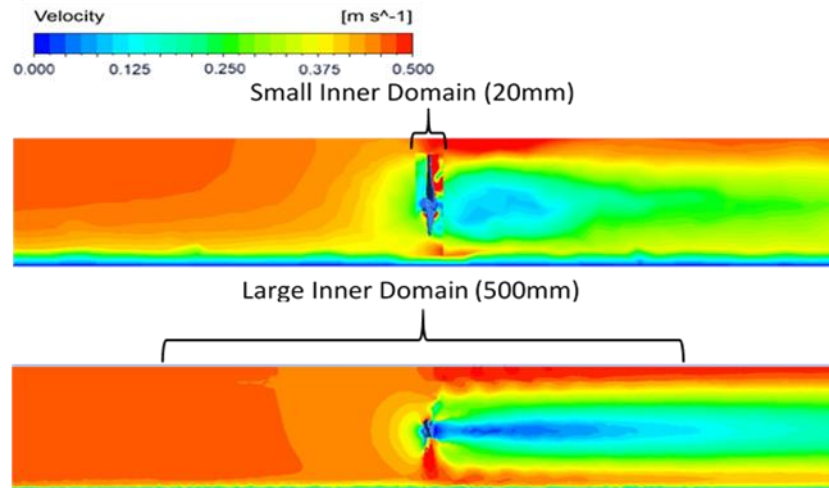 Velocity [m s^-1]
0.000 0.125 0.250 0.375 0.500
Small Inner Domain (20mm)
Large Inner Domain (500mm)